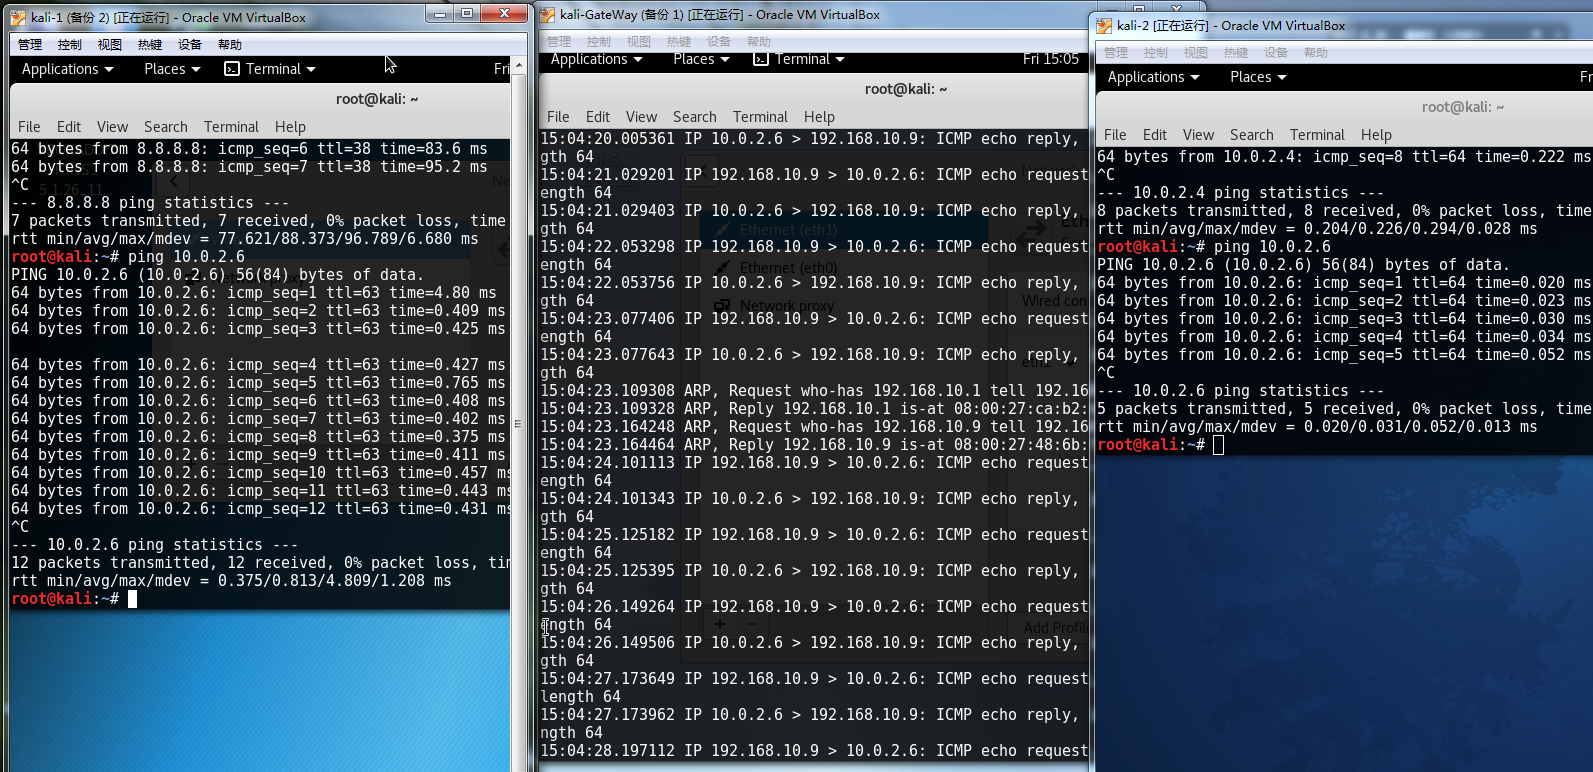 kali-1 (备份 2) [正在运行] - Oracle VM VirtualBox
管理 控制 视图 热键 设备 帮助
Applications Places Terminal Fri
root@kali: ~
File Edit View Search Terminal Help
64 bytes from 8.8.8.8: icmp_seq=6 ttl=38 time=83.6 ms
64 bytes from 8.8.8.8: icmp_seq=7 ttl=38 time=95.2 ms
^C
--- 8.8.8.8 ping statistics ---
7 packets transmitted, 7 received, 0% packet loss, time
rtt min/avg/max/mdev = 77.621/88.373/96.789/6.680 ms
root@kali:~# ping 10.0.2.6
PING 10.0.2.6 (10.0.2.6) 56(84) bytes of data.
64 bytes from 10.0.2.6: icmp_seq=1 ttl=63 time=4.80 ms
64 bytes from 10.0.2.6: icmp_seq=2 ttl=63 time=0.409 ms
64 bytes from 10.0.2.6: icmp_seq=3 ttl=63 time=0.425 ms
64 bytes from 10.0.2.6: icmp_seq=4 ttl=63 time=0.427 ms
64 bytes from 10.0.2.6: icmp_seq=5 ttl=63 time=0.765 ms
64 bytes from 10.0.2.6: icmp_seq=6 ttl=63 time=0.408 ms
64 bytes from 10.0.2.6: icmp_seq=7 ttl=63 time=0.402 ms
64 bytes from 10.0.2.6: icmp_seq=8 ttl=63 time=0.375 ms
64 bytes from 10.0.2.6: icmp_seq=9 ttl=63 time=0.411 ms
64 bytes from 10.0.2.6: icmp_seq=10 ttl=63 time=0.457 ms
64 bytes from 10.0.2.6: icmp_seq=11 ttl=63 time=0.443 ms
64 bytes from 10.0.2.6: icmp_seq=12 ttl=63 time=0.431 ms
^C
--- 10.0.2.6 ping statistics ---
12 packets transmitted, 12 received, 0% packet loss, tim
rtt min/avg/max/mdev = 0.375/0.813/4.809/1.208 ms
root@kali:~#
kali-GateWay (备份 1) [正在运行] - Oracle VM VirtualBox
管理 控制 视图 热键 设备 帮助
Applications Places Terminal Fri 15:05
root@kali: ~
File Edit View Search Terminal Help
15:04:20.005361 IP 10.0.2.6 > 192.168.10.9: ICMP echo reply,
gth 64
15:04:21.029201 IP 192.168.10.9 > 10.0.2.6: ICMP echo request
ength 64
15:04:21.029403 IP 10.0.2.6 > 192.168.10.9: ICMP echo reply,
gth 64
15:04:22.053298 IP 192.168.10.9 > 10.0.2.6: ICMP echo request
ength 64
15:04:22.053756 IP 10.0.2.6 > 192.168.10.9: ICMP echo reply,
gth 64
15:04:23.077406 IP 192.168.10.9 > 10.0.2.6: ICMP echo request
ength 64
15:04:23.077643 IP 10.0.2.6 > 192.168.10.9: ICMP echo reply,
gth 64
15:04:23.109308 ARP, Request who-has 192.168.10.1 tell 192.16
15:04:23.109328 ARP, Reply 192.168.10.1 is-at 08:00:27:ca:b2:
15:04:23.164248 ARP, Request who-has 192.168.10.9 tell 192.16
15:04:23.164464 ARP, Reply 192.168.10.9 is-at 08:00:27:48:6b:
15:04:24.101113 IP 192.168.10.9 > 10.0.2.6: ICMP echo request
ength 64
15:04:24.101343 IP 10.0.2.6 > 192.168.10.9: ICMP echo reply,
gth 64
15:04:25.125182 IP 192.168.10.9 > 10.0.2.6: ICMP echo request
ength 64
15:04:25.125395 IP 10.0.2.6 > 192.168.10.9: ICMP echo reply,
gth 64
15:04:26.149264 IP 192.168.10.9 > 10.0.2.6: ICMP echo request
ength 64
15:04:26.149506 IP 10.0.2.6 > 192.168.10.9: ICMP echo reply,
gth 64
15:04:27.173649 IP 192.168.10.9 > 10.0.2.6: ICMP echo request
length 64
15:04:27.173962 IP 10.0.2.6 > 192.168.10.9: ICMP echo reply,
ngth 64
15:04:28.197112 IP 192.168.10.9 > 10.0.2.6: ICMP echo request
Ethernet (eth1)
Ethernet (eth0)
Network proxy
Wired con
eth1
Add Profile
kali-2 [正在运行] - Oracle VM VirtualBox
管理 控制 视图 热键 设备 帮助
Applications Places Fr
root@kali: ~
File Edit View Search Terminal Help
64 bytes from 10.0.2.4: icmp_seq=8 ttl=64 time=0.222 ms
^C
--- 10.0.2.4 ping statistics ---
8 packets transmitted, 8 received, 0% packet loss, time
rtt min/avg/max/mdev = 0.204/0.226/0.294/0.028 ms
root@kali:~# ping 10.0.2.6
PING 10.0.2.6 (10.0.2.6) 56(84) bytes of data.
64 bytes from 10.0.2.6: icmp_seq=1 ttl=64 time=0.020 ms
64 bytes from 10.0.2.6: icmp_seq=2 ttl=64 time=0.023 ms
64 bytes from 10.0.2.6: icmp_seq=3 ttl=64 time=0.030 ms
64 bytes from 10.0.2.6: icmp_seq=4 ttl=64 time=0.034 ms
64 bytes from 10.0.2.6: icmp_seq=5 ttl=64 time=0.052 ms
^C
--- 10.0.2.6 ping statistics ---
5 packets transmitted, 5 received, 0% packet loss, time
rtt min/avg/max/mdev = 0.020/0.031/0.052/0.013 ms
root@kali:~#